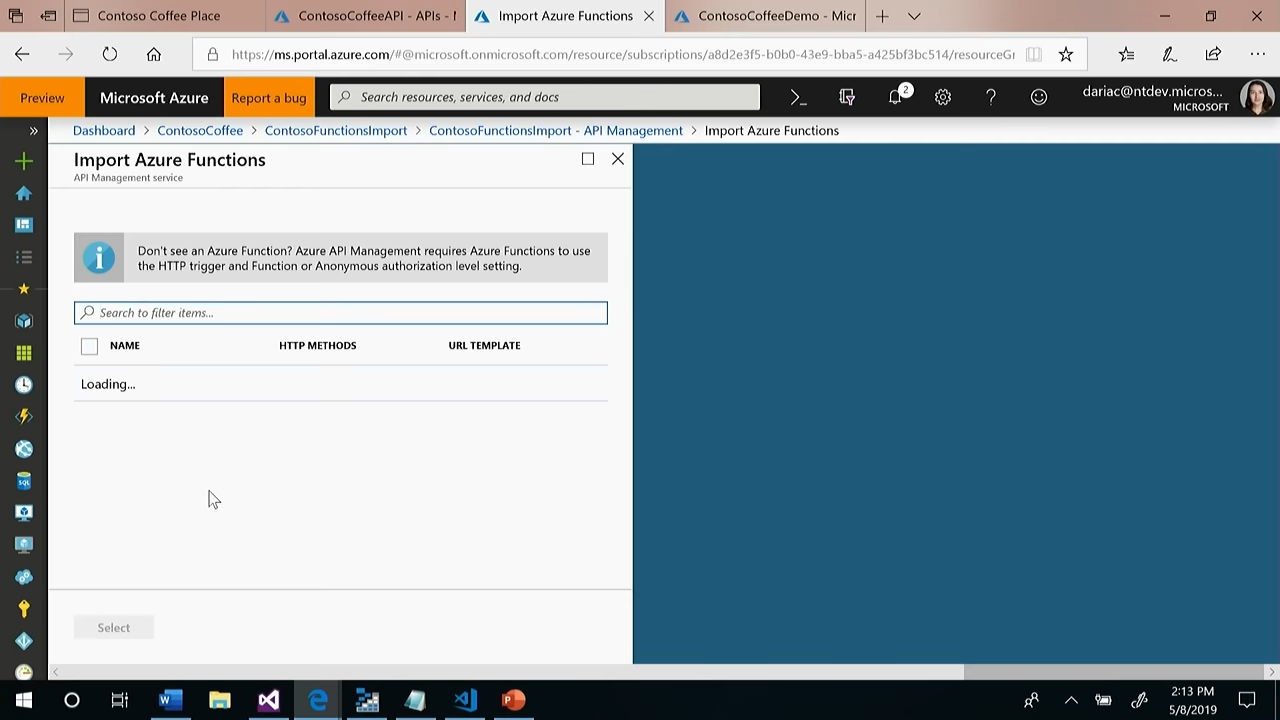 Contoso Coffee Place
ContosoCoffeeAPI - APIs -
Import Azure Functions
ContosoCoffeeDemo - Micr
https://ms.portal.azure.com/#@microsoft.onmicrosoft.com/resource/subscriptions/a8d2e3f5-b0b0-43e9-bba5-a425bf3bc514/resourceGr
Preview
Microsoft Azure
Report a bug
Search resources, services, and docs
2
dariac@ntdev.micros...
MICROSOFT
Dashboard > ContosoCoffee > ContosoFunctionsImport > ContosoFunctionsImport - API Management > Import Azure Functions
Import Azure Functions
API Management service
Don't see an Azure Function? Azure API Management requires Azure Functions to use
the HTTP trigger and Function or Anonymous authorization level setting.
Search to filter items...
NAME HTTP METHODS URL TEMPLATE
Loading...
Select
SQL
2:13 PM
5/8/2019